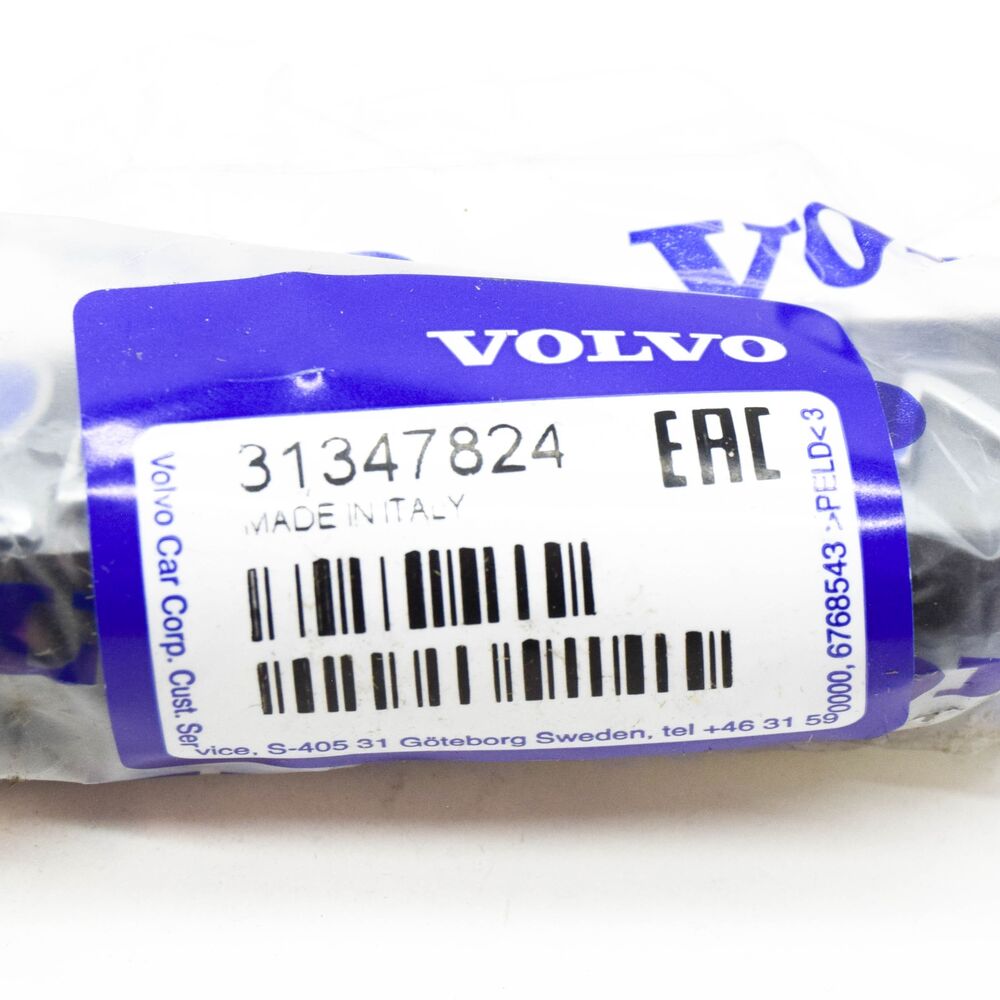 VO
VOLVO
31347824
EAC
MADE IN ITALY
Volvo Car Corp. Cust. Service, S-405 31 Göteborg Sweden, tel +46 31 590000, 6768543 >PELD<3